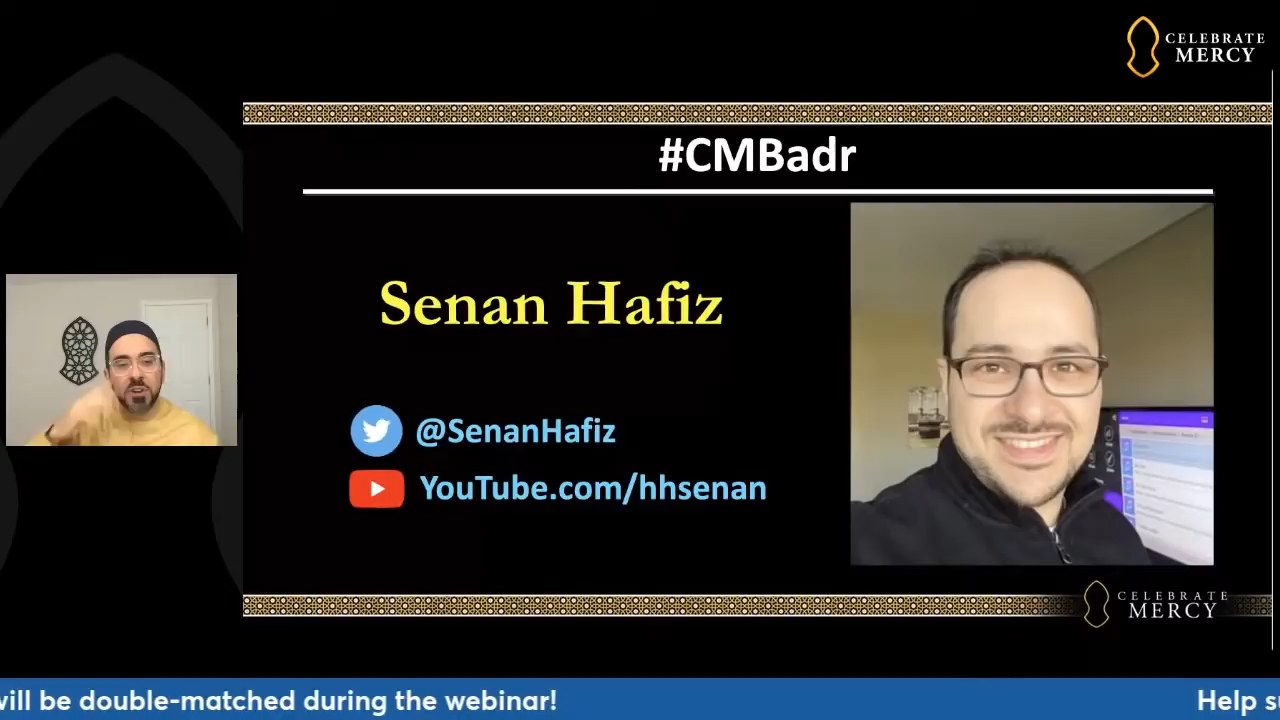 CELEBRATE
MERCY
#CMBadr
Senan Hafiz
@SenanHafiz
YouTube.com/hhsenan
CELEBRATE
MERCY
will be double-matched during the webinar!
Help